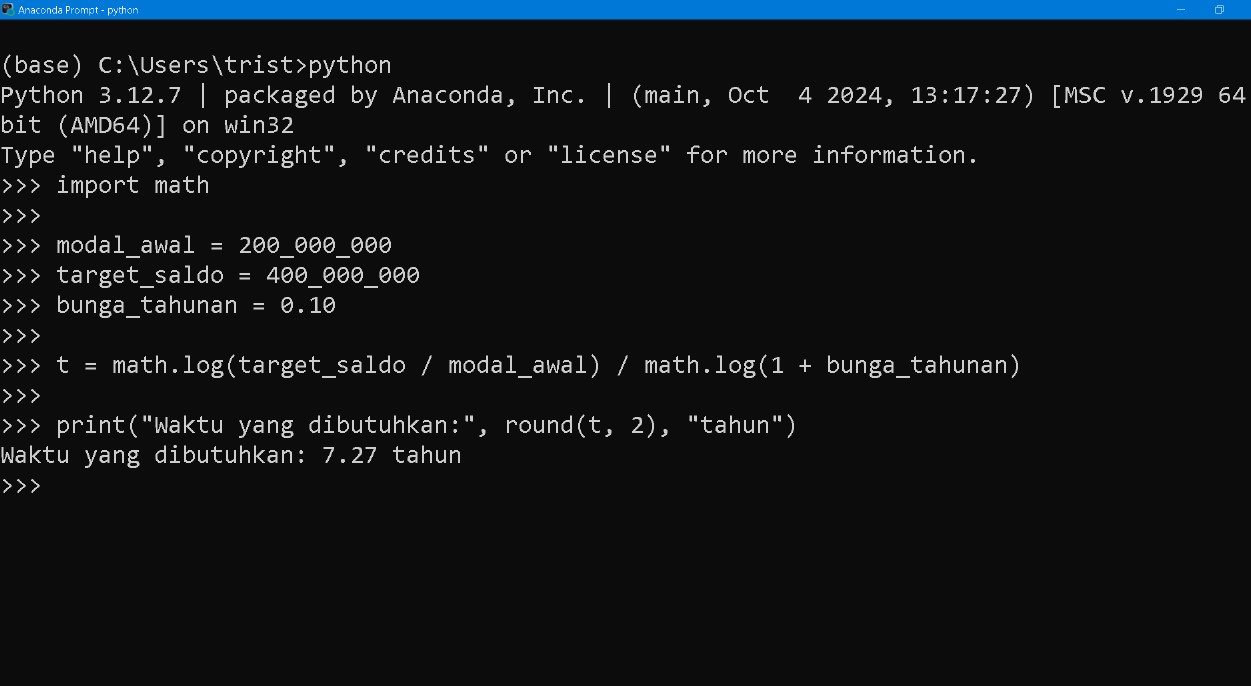 Anaconda Prompt - python
(base) C:\Users\trist>python
Python 3.12.7 | packaged by Anaconda, Inc. | (main, Oct  4 2024, 13:17:27) [MSC v.1929 64
bit (AMD64)] on win32
Type "help", "copyright", "credits" or "license" for more information.
>>> import math
>>>
>>> modal_awal = 200_000_000
>>> target_saldo = 400_000_000
>>> bunga_tahunan = 0.10
>>>
>>> t = math.log(target_saldo / modal_awal) / math.log(1 + bunga_tahunan)
>>>
>>> print("Waktu yang dibutuhkan:", round(t, 2), "tahun")
Waktu yang dibutuhkan: 7.27 tahun
>>>